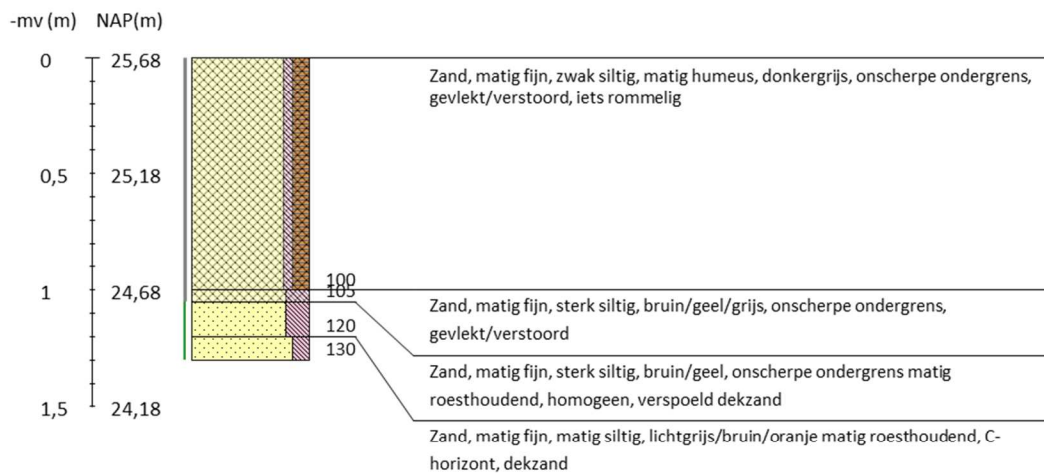 -mv (m) NAP(m)
0 25,68
Zand, matig fijn, zwak siltig, matig humeus, donkergrijs, onscherpe ondergrens,
gevlekt/verstoord, iets rommelig
0,5 25,18
100
1 24,68
105
Zand, matig fijn, sterk siltig, bruin/geel/grijs, onscherpe ondergrens,
gevlekt/verstoord
120
130
Zand, matig fijn, sterk siltig, bruin/geel, onscherpe ondergrens matig
roesthoudend, homogeen, verspoeld dekzand
1,5 24,18
Zand, matig fijn, matig siltig, lichtgrijs/bruin/oranje matig roesthoudend, C-
horizont, dekzand